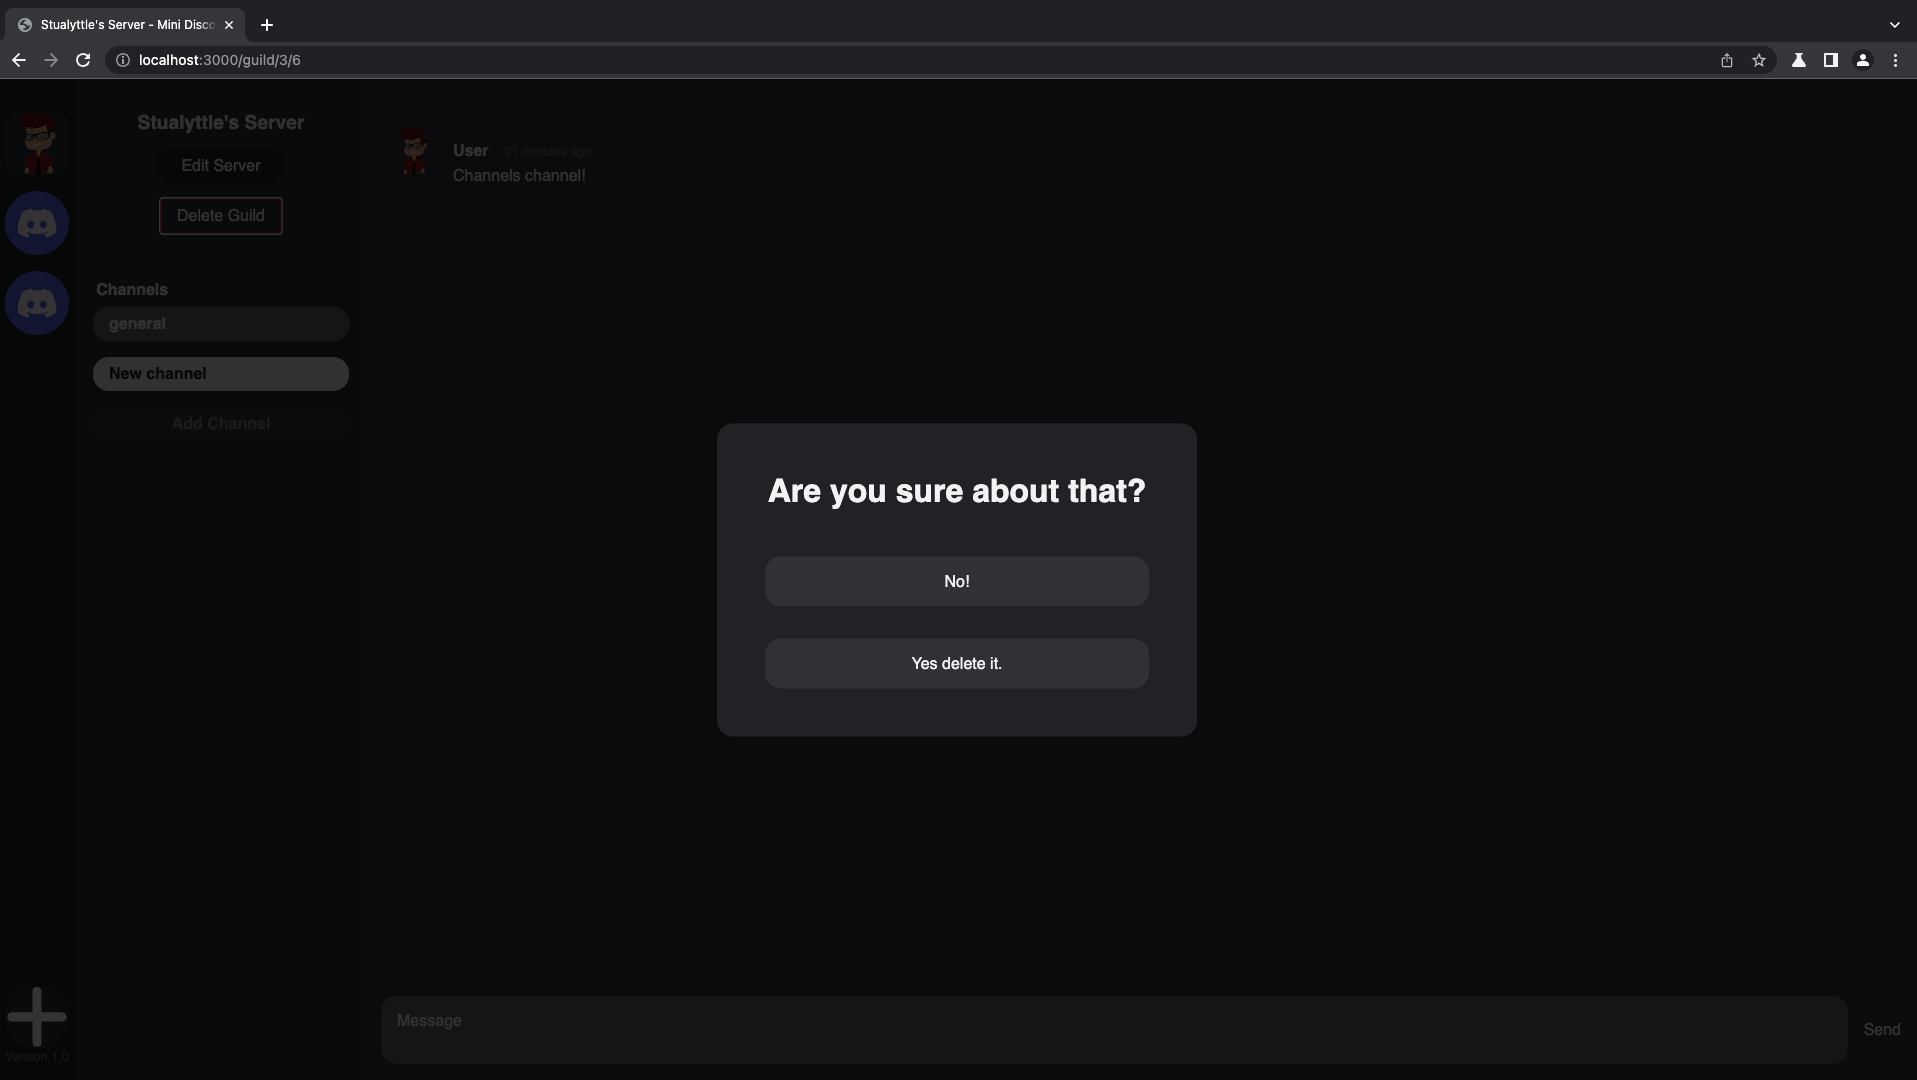 Stualyttle's Server - Mini Disco
localhost:3000/guild/3/6
Stualyttle's Server
Edit Server
Delete Guild
Channels
general
New channel
Add Channel
User 21 minutes ago
Channels channel!
Are you sure about that?
No!
Yes delete it.
Message
Send
Version 1.0